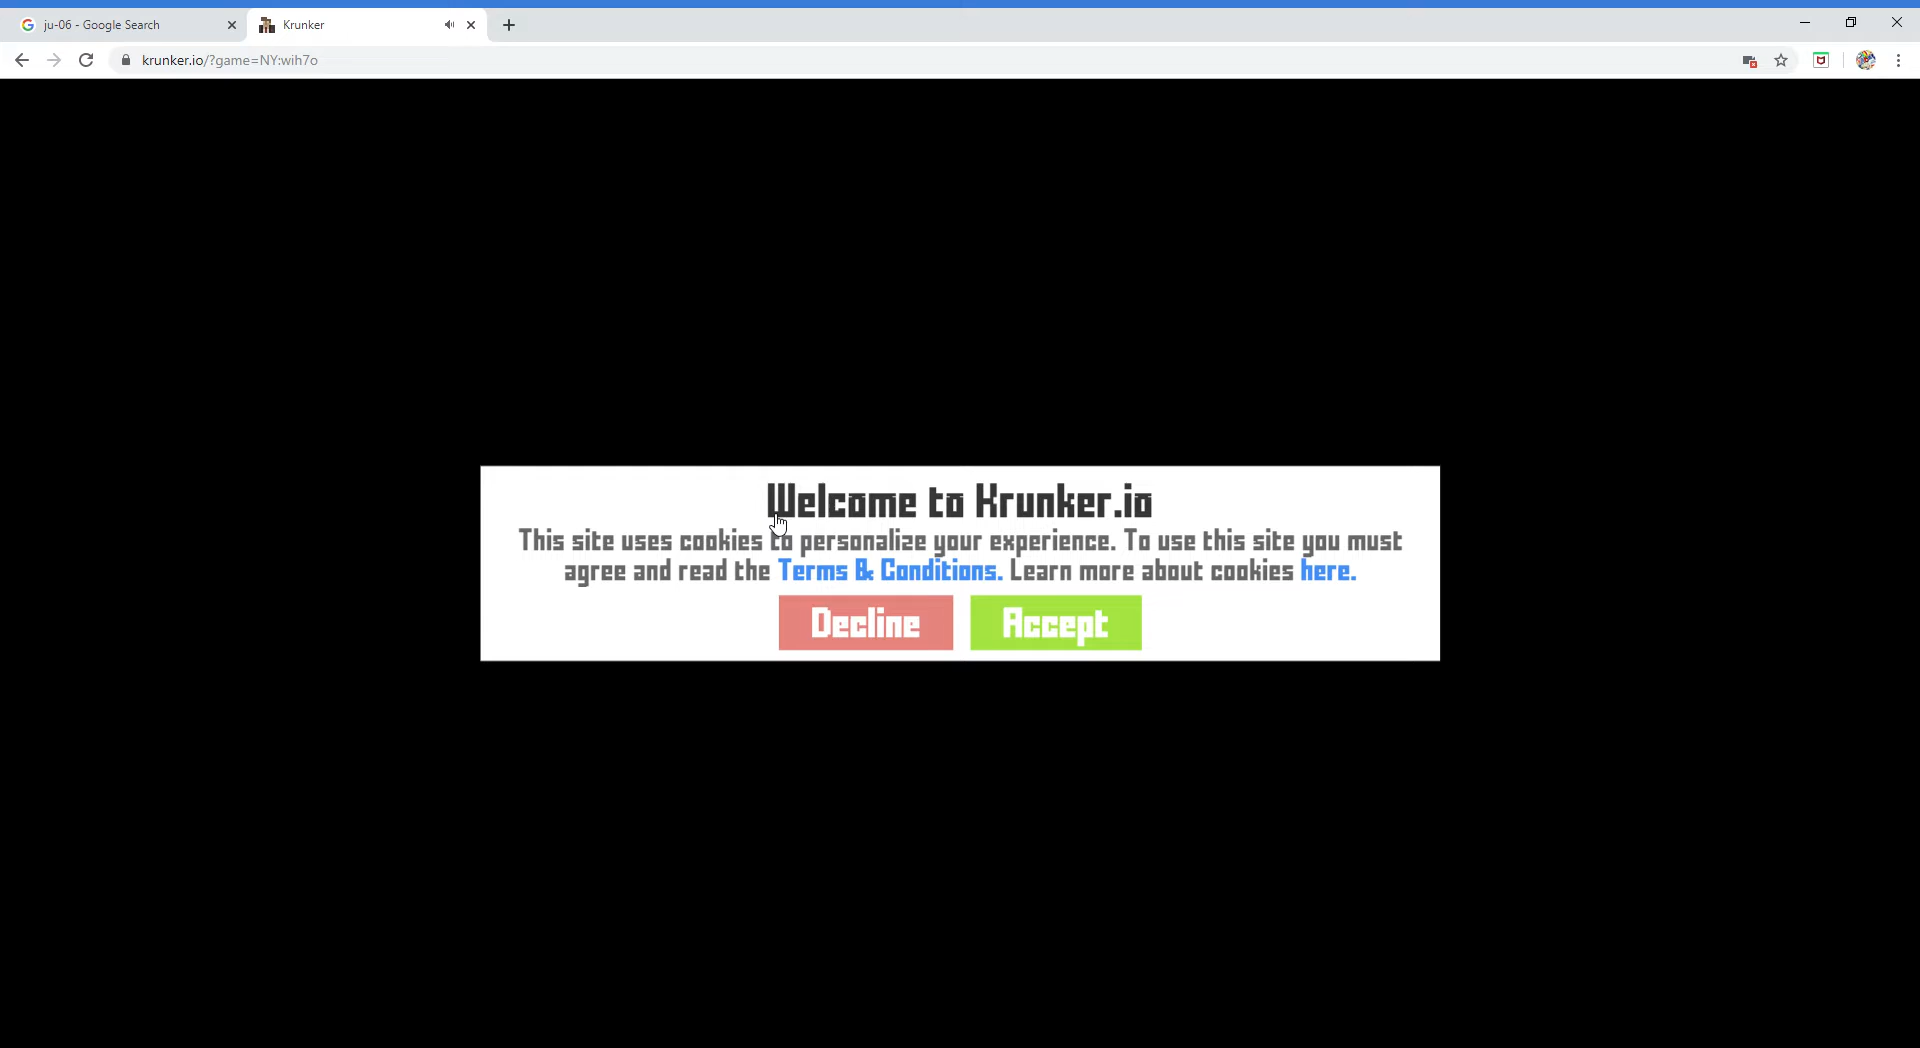 ju-06 - Google Search
Krunker
krunker.io/?game=NY:wih7o
Welcome to Krunker.io
This site uses cookies to personalize your experience. To use this site you must
agree and read the Terms & Conditions. Learn more about cookies here.
Decline
Accept